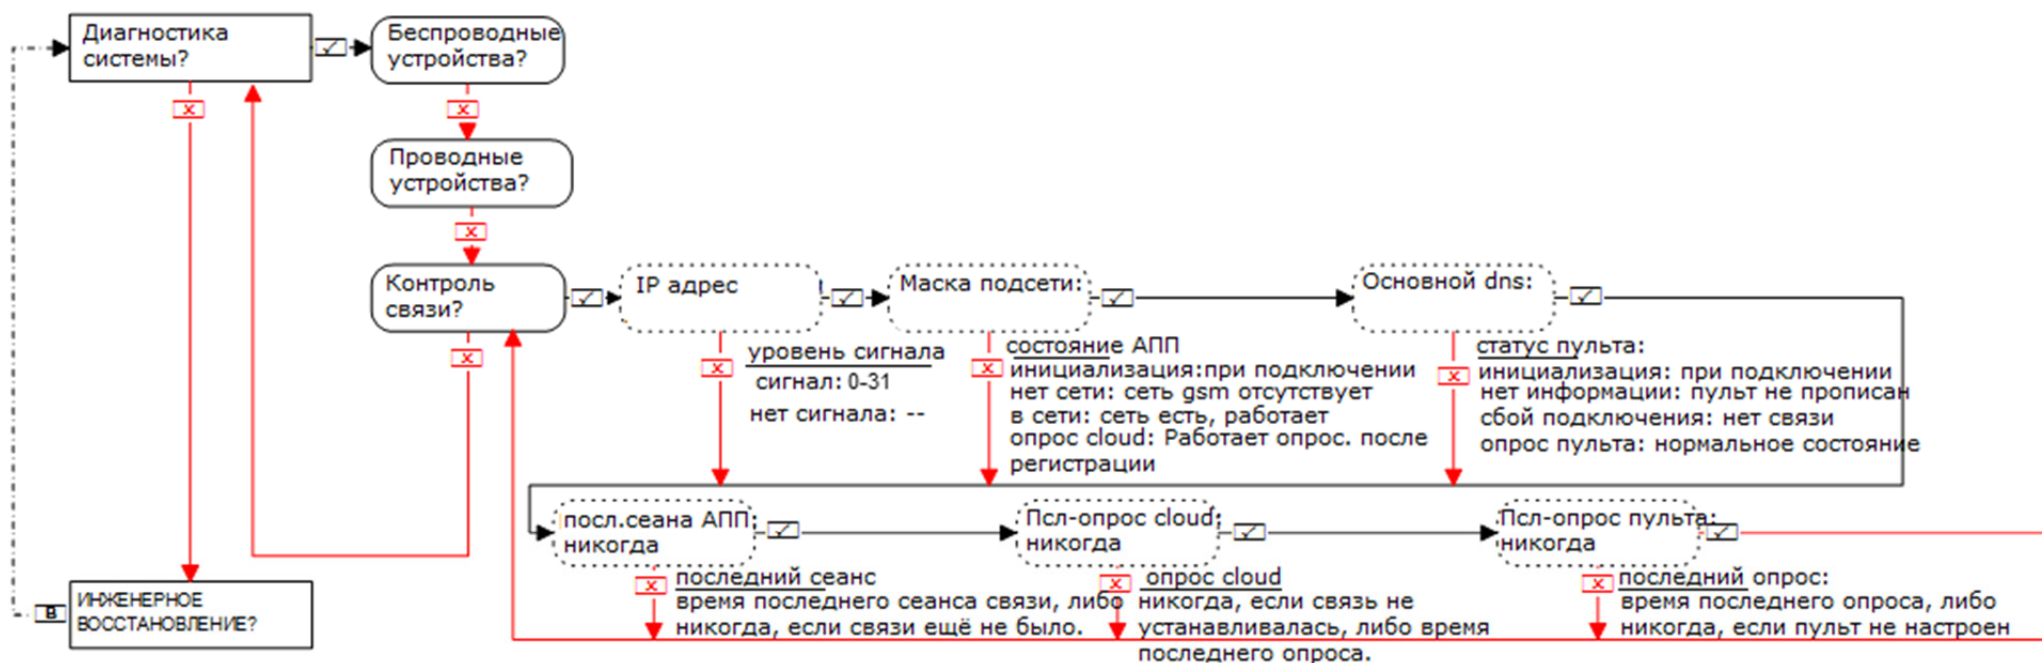 Диагностика
системы?
Беспроводные
устройства?
Проводные
устройства?
Контроль
связи?
IP адрес
Маска подсети:
Основной dns:
уровень сигнала
сигнал: 0-31
нет сигнала: --
состояние АПП
инициализация:при подключении
нет сети: сеть gsm отсутствует
в сети: сеть есть, работает
опрос cloud: Работает опрос. после
регистрации
статус пульта:
инициализация: при подключении
нет информации: пульт не прописан
сбой подключения: нет связи
опрос пульта: нормальное состояние
посл.сеана АПП:
никогда
Псл-опрос cloud:
никогда
Псл-опрос пульта:
никогда
последний сеанс
время последнего сеанса связи, либо
никогда, если связи ещё не было.
опрос cloud
никогда, если связь не
устанавливалась, либо время
последнего опроса.
последний опрос:
время последнего опроса, либо
никогда, если пульт не настроен
B
ИНЖЕНЕРНОЕ
ВОССТАНОВЛЕНИЕ?